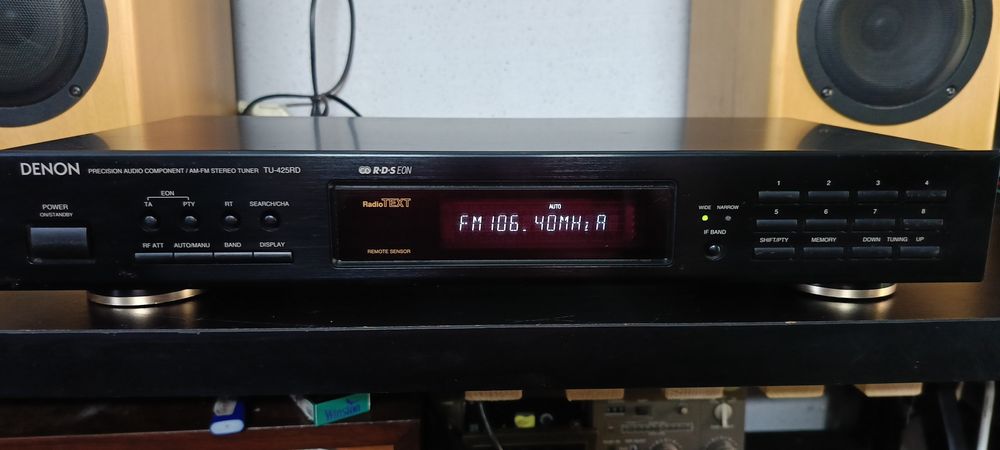 DENON PRECISION AUDIO COMPONENT / AM-FM STEREO TUNER TU-425RD
R·D·S EON
POWER
ON/STANDBY
EON
TA PTY RT SEARCH/CHA
RF ATT AUTO/MANU BAND DISPLAY
RadioTEXT
AUTO
FM 106.40MHz A
REMOTE SENSOR
WIDE NARROW
IF BAND
1 2 3 4
5 6 7 8
SHIFT/PTY MEMORY DOWN TUNING UP
Winston